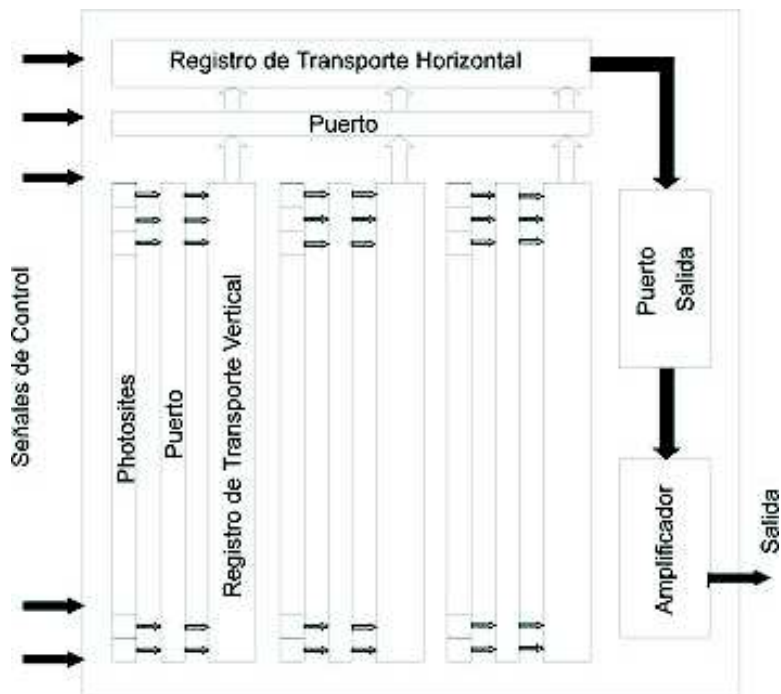 Registro de Transporte Horizontal
Puerto
Señales de Control
Photosites
Puerto
Registro de Transporte Vertical
Puerto
Salida
Amplificador
Salida